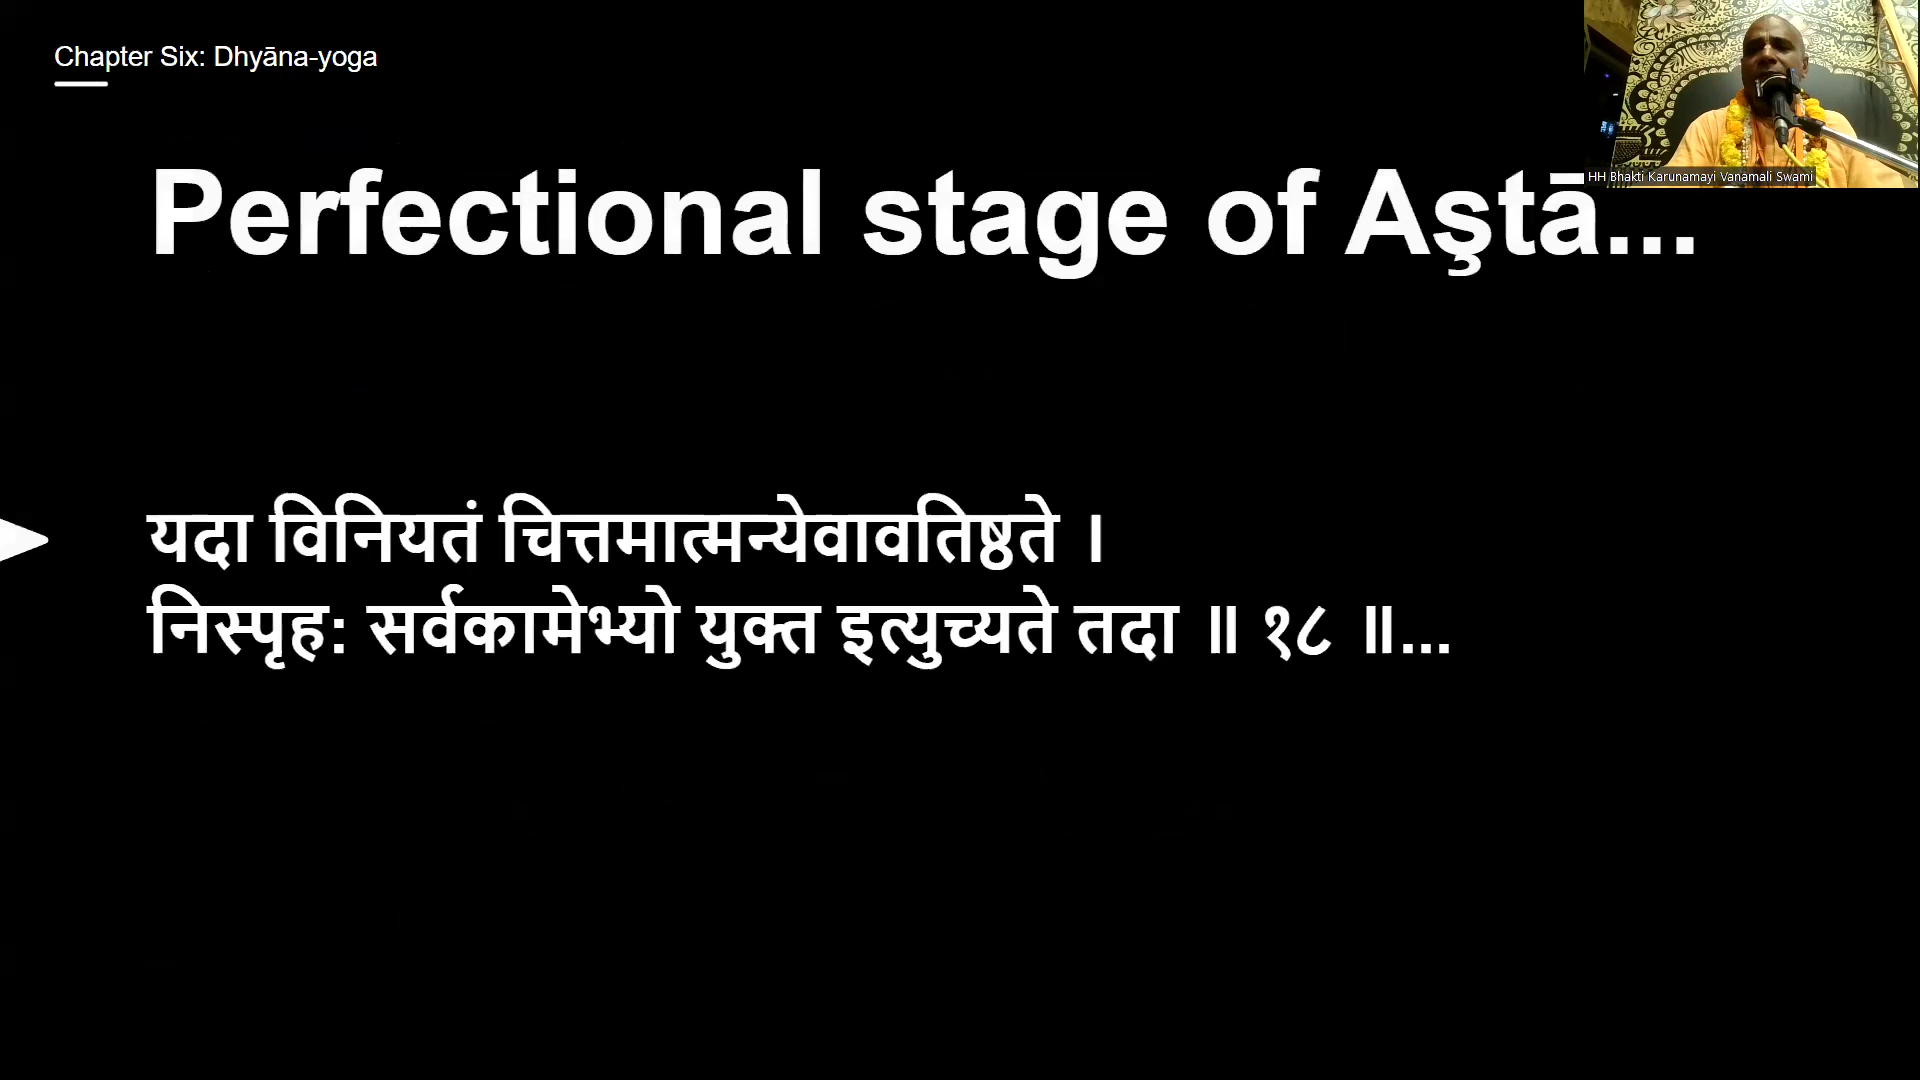 Chapter Six: Dhyāna-yoga
HH Bhakti Karunamayi Vanamali Swami
Perfectional stage of Aştā...
यदा विनियतं चित्तमात्मन्येवावतिष्ठते ।
निस्पृह: सर्वकामेभ्यो युक्त इत्युच्यते तदा ॥ १८ ॥...